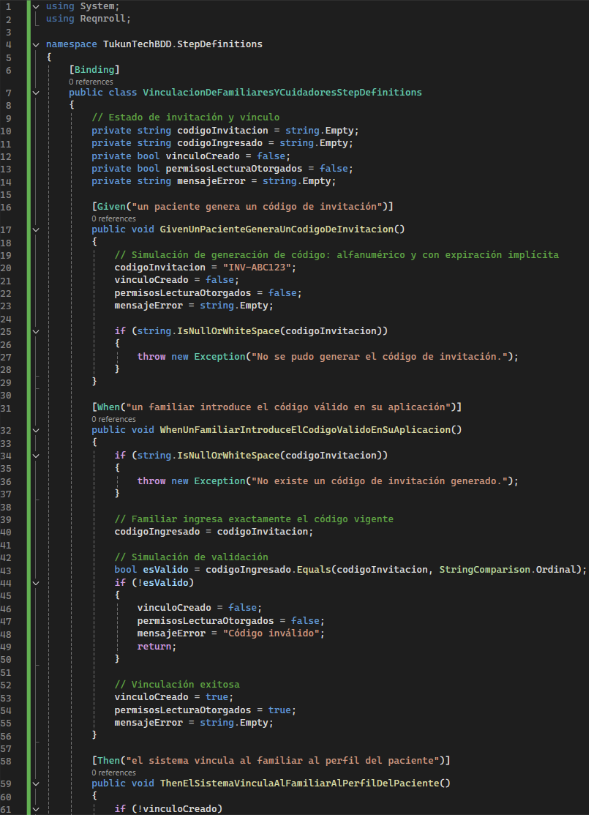 1 using System;
2 using Reqnroll;
3
4 namespace TukunTechBDD.StepDefinitions
5 {
6 [Binding]
0 references
7 public class VinculacionDeFamiliaresYCuidadoresStepDefinitions
8 {
9 // Estado de invitación y vínculo
10 private string codigoInvitacion = string.Empty;
11 private string codigoIngresado = string.Empty;
12 private bool vinculoCreado = false;
13 private bool permisosLecturaOtorgados = false;
14 private string mensajeError = string.Empty;
15
16 [Given("un paciente genera un código de invitación")]
0 references
17 public void GivenUnPacienteGeneraUnCodigoDeInvitacion()
18 {
19 // Simulación de generación de código: alfanumérico y con expiración implícita
20 codigoInvitacion = "INV-ABC123";
21 vinculoCreado = false;
22 permisosLecturaOtorgados = false;
23 mensajeError = string.Empty;
24
25 if (string.IsNullOrWhiteSpace(codigoInvitacion))
26 {
27 throw new Exception("No se pudo generar el código de invitación.");
28 }
29 }
30
31 [When("un familiar introduce el código válido en su aplicación")]
0 references
32 public void WhenUnFamiliarIntroduceElCodigoValidoEnSuAplicacion()
33 {
34 if (string.IsNullOrWhiteSpace(codigoInvitacion))
35 {
36 throw new Exception("No existe un código de invitación generado.");
37 }
38
39 // Familiar ingresa exactamente el código vigente
40 codigoIngresado = codigoInvitacion;
41
42 // Simulación de validación
43 bool esValido = codigoIngresado.Equals(codigoInvitacion, StringComparison.Ordinal);
44 if (!esValido)
45 {
46 vinculoCreado = false;
47 permisosLecturaOtorgados = false;
48 mensajeError = "Código inválido";
49 return;
50 }
51
52 // Vinculación exitosa
53 vinculoCreado = true;
54 permisosLecturaOtorgados = true;
55 mensajeError = string.Empty;
56 }
57
58 [Then("el sistema vincula al familiar al perfil del paciente")]
0 references
59 public void ThenElSistemaVinculaAlFamiliarAlPerfilDelPaciente()
60 {
61 if (!vinculoCreado)